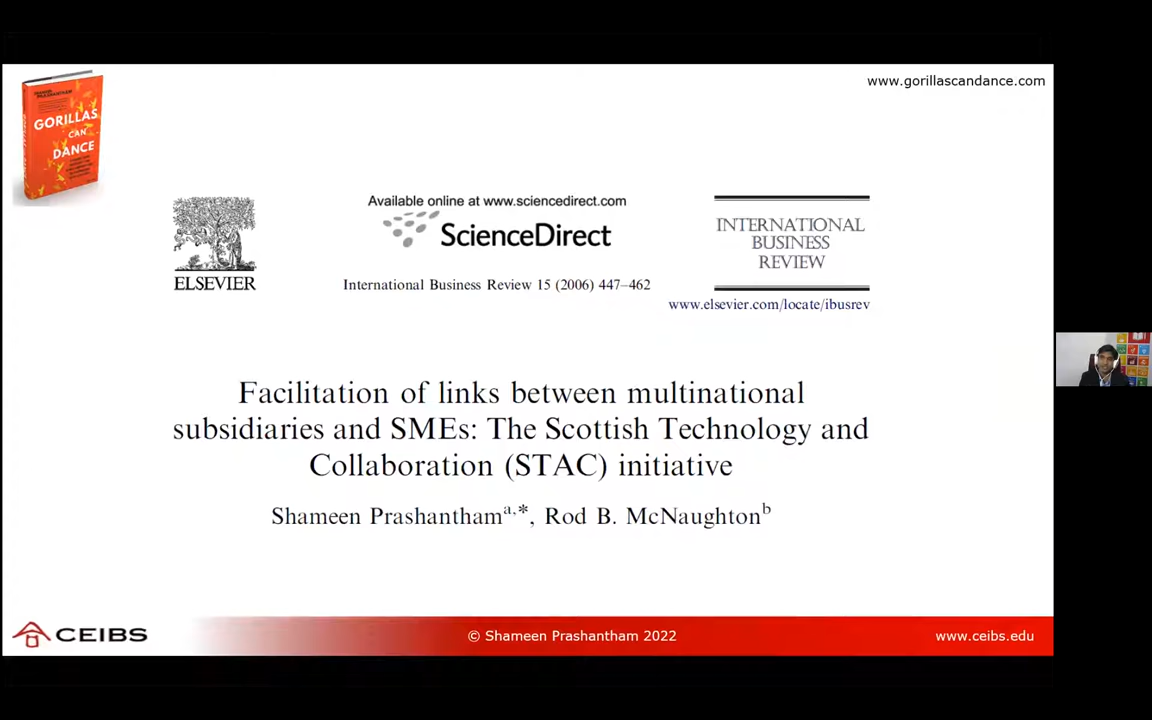 www.gorillascandance.com
GORILLAS
CAN
DANCE
Available online at www.sciencedirect.com
ScienceDirect
ELSEVIER
International Business Review 15 (2006) 447–462
INTERNATIONAL
BUSINESS
REVIEW
www.elsevier.com/locate/ibusrev
Facilitation of links between multinational
subsidiaries and SMEs: The Scottish Technology and
Collaboration (STAC) initiative
Shameen Prashantham a,*, Rod B. McNaughton b
CEIBS
© Shameen Prashantham 2022
www.ceibs.edu